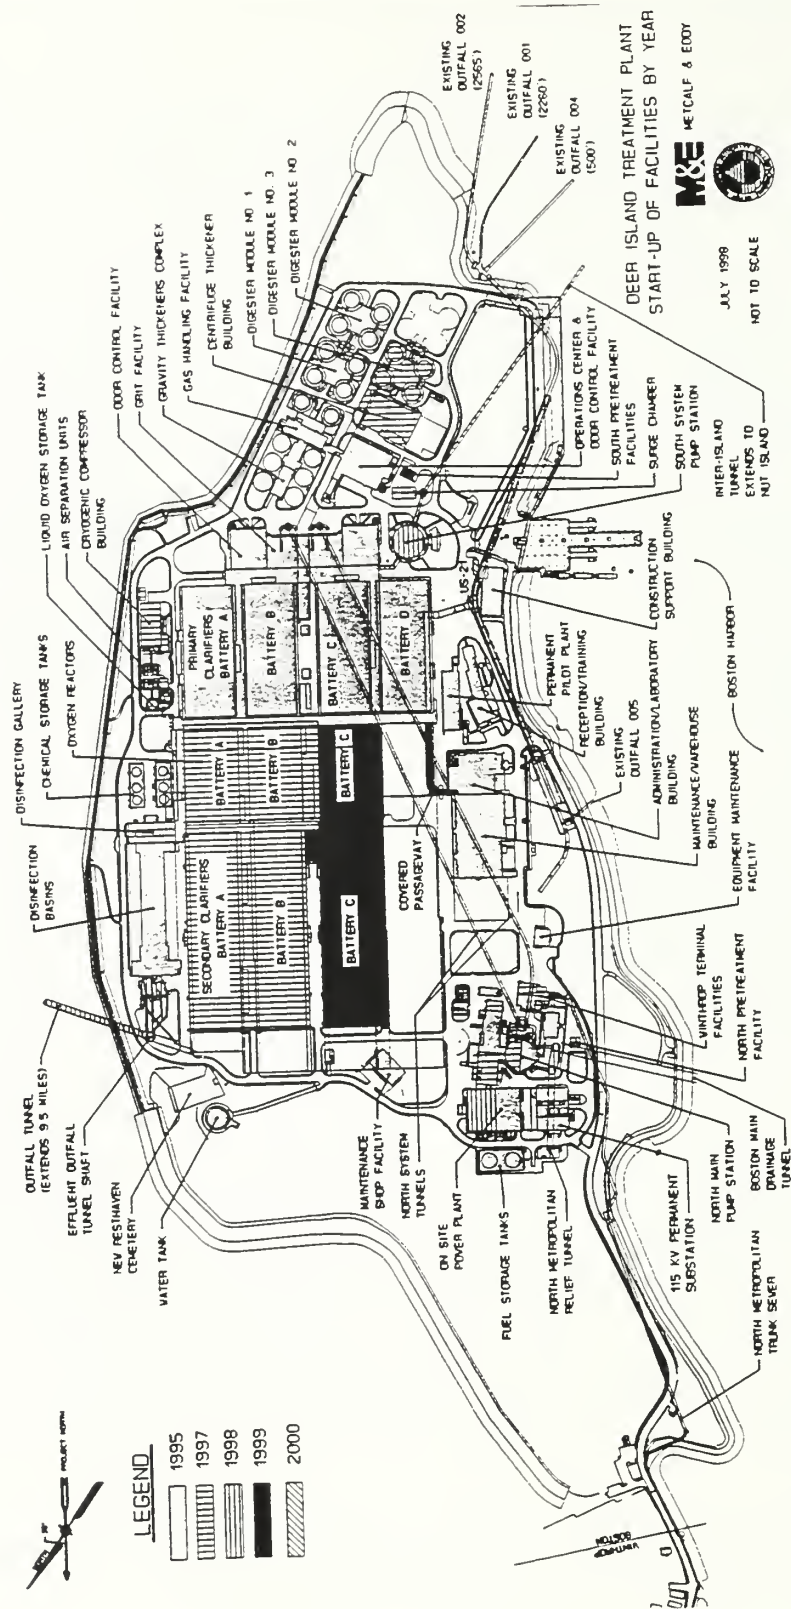 DEER ISLAND TREATMENT PLANT
START-UP OF FACILITIES BY YEAR
M&E METCALF & EDDY
JULY 1998
NOT TO SCALE
PROJECT NORTH
LEGEND
1995
1997
1998
1999
2000
OUTFALL TUNNEL
(EXTENDS 9.5 MILES)
EFFLUENT OUTFALL
TUNNEL SHAFT
NEW RESTHAVEN
CEMETERY
WATER TANK
DISINFECTION
BASINS
DISINFECTION GALLERY
CHEMICAL STORAGE TANKS
OXYGEN REACTORS
LIQUID OXYGEN STORAGE TANK
AIR SEPARATION UNITS
CRYOGENIC COMPRESSOR
BUILDING
ODOR CONTROL FACILITY
GRIT FACILITY
GRAVITY THICKENERS COMPLEX
GAS HANDLING FACILITY
CENTRIFUGE THICKENER
BUILDING
DIGESTER MODULE NO 1
DIGESTER MODULE NO. 3
DIGESTER MODULE NO 2
EXISTING
OUTFALL 002
(2565')
EXISTING
OUTFALL 001
(2260')
EXISTING
OUTFALL 004
(500')
SECONDARY CLARIFIERS
BATTERY A
BATTERY B
BATTERY C
BATTERY A
BATTERY B
BATTERY C
PRIMARY
CLARIFIERS
BATTERY A
BATTERY B
BATTERY C
BATTERY D
COVERED
PASSAGEWAY
MAINTENANCE
SHOP FACILITY
NORTH SYSTEM
TUNNELS
ON SITE
POWER PLANT
FUEL STORAGE TANKS
NORTH METROPOLITAN
RELIEF TUNNEL
115 KV PERMANENT
SUBSTATION
NORTH MAIN
PUMP STATION
BOSTON MAIN
DRAINAGE
TUNNEL
NORTH METROPOLITAN
TRUNK SEWER
WINTHROP TERMINAL
FACILITIES
NORTH PRETREATMENT
FACILITY
EQUIPMENT MAINTENANCE
FACILITY
MAINTENANCE/WAREHOUSE
BUILDING
ADMINISTRATION/LABORATORY
BUILDING
EXISTING
OUTFALL 005
RECEPTION/TRAINING
BUILDING
PERMANENT
PILOT PLANT
US-21
CONSTRUCTION
SUPPORT BUILDING
BOSTON HARBOR
OPERATIONS CENTER &
ODOR CONTROL FACILITY
SOUTH PRETREATMENT
FACILITIES
SURGE CHAMBER
SOUTH SYSTEM
PUMP STATION
INTER-ISLAND
TUNNEL
EXTENDS TO
NUT ISLAND
WINTHROP
BOSTON